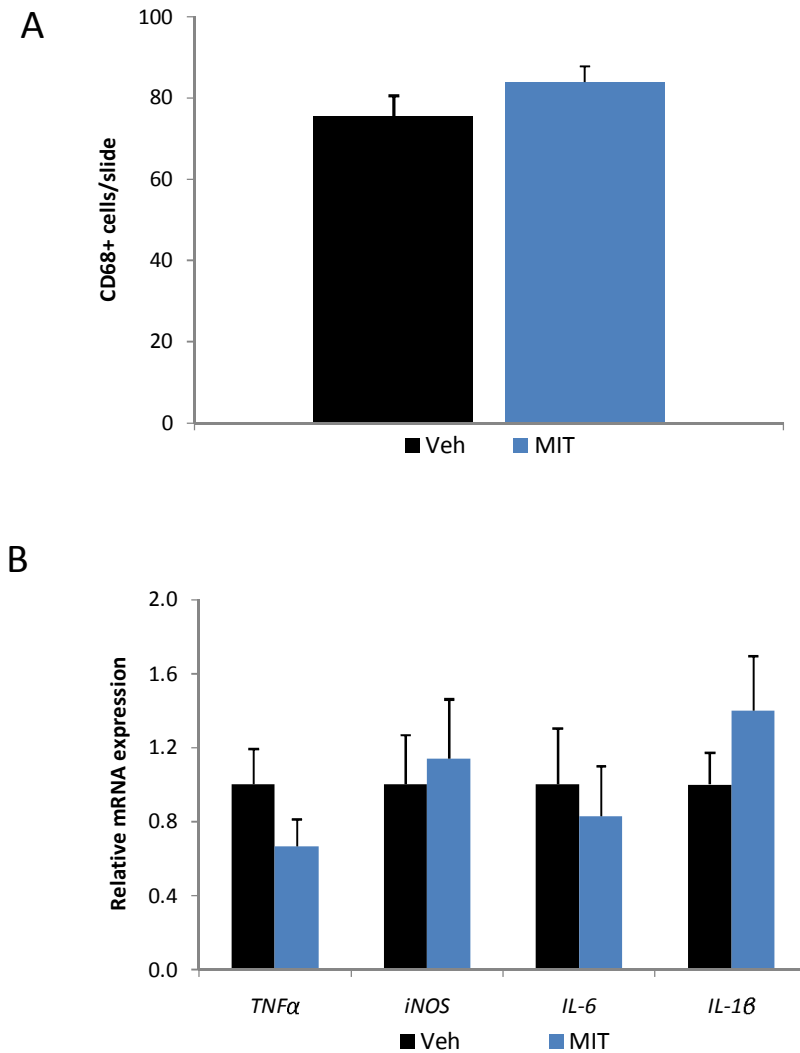 A
100
80
60
40
20
0
CD68+ cells/slide
Veh MIT
B
2.0
1.6
1.2
0.8
0.4
0.0
Relative mRNA expression
TNFα iNOS IL-6 IL-1β
Veh MIT